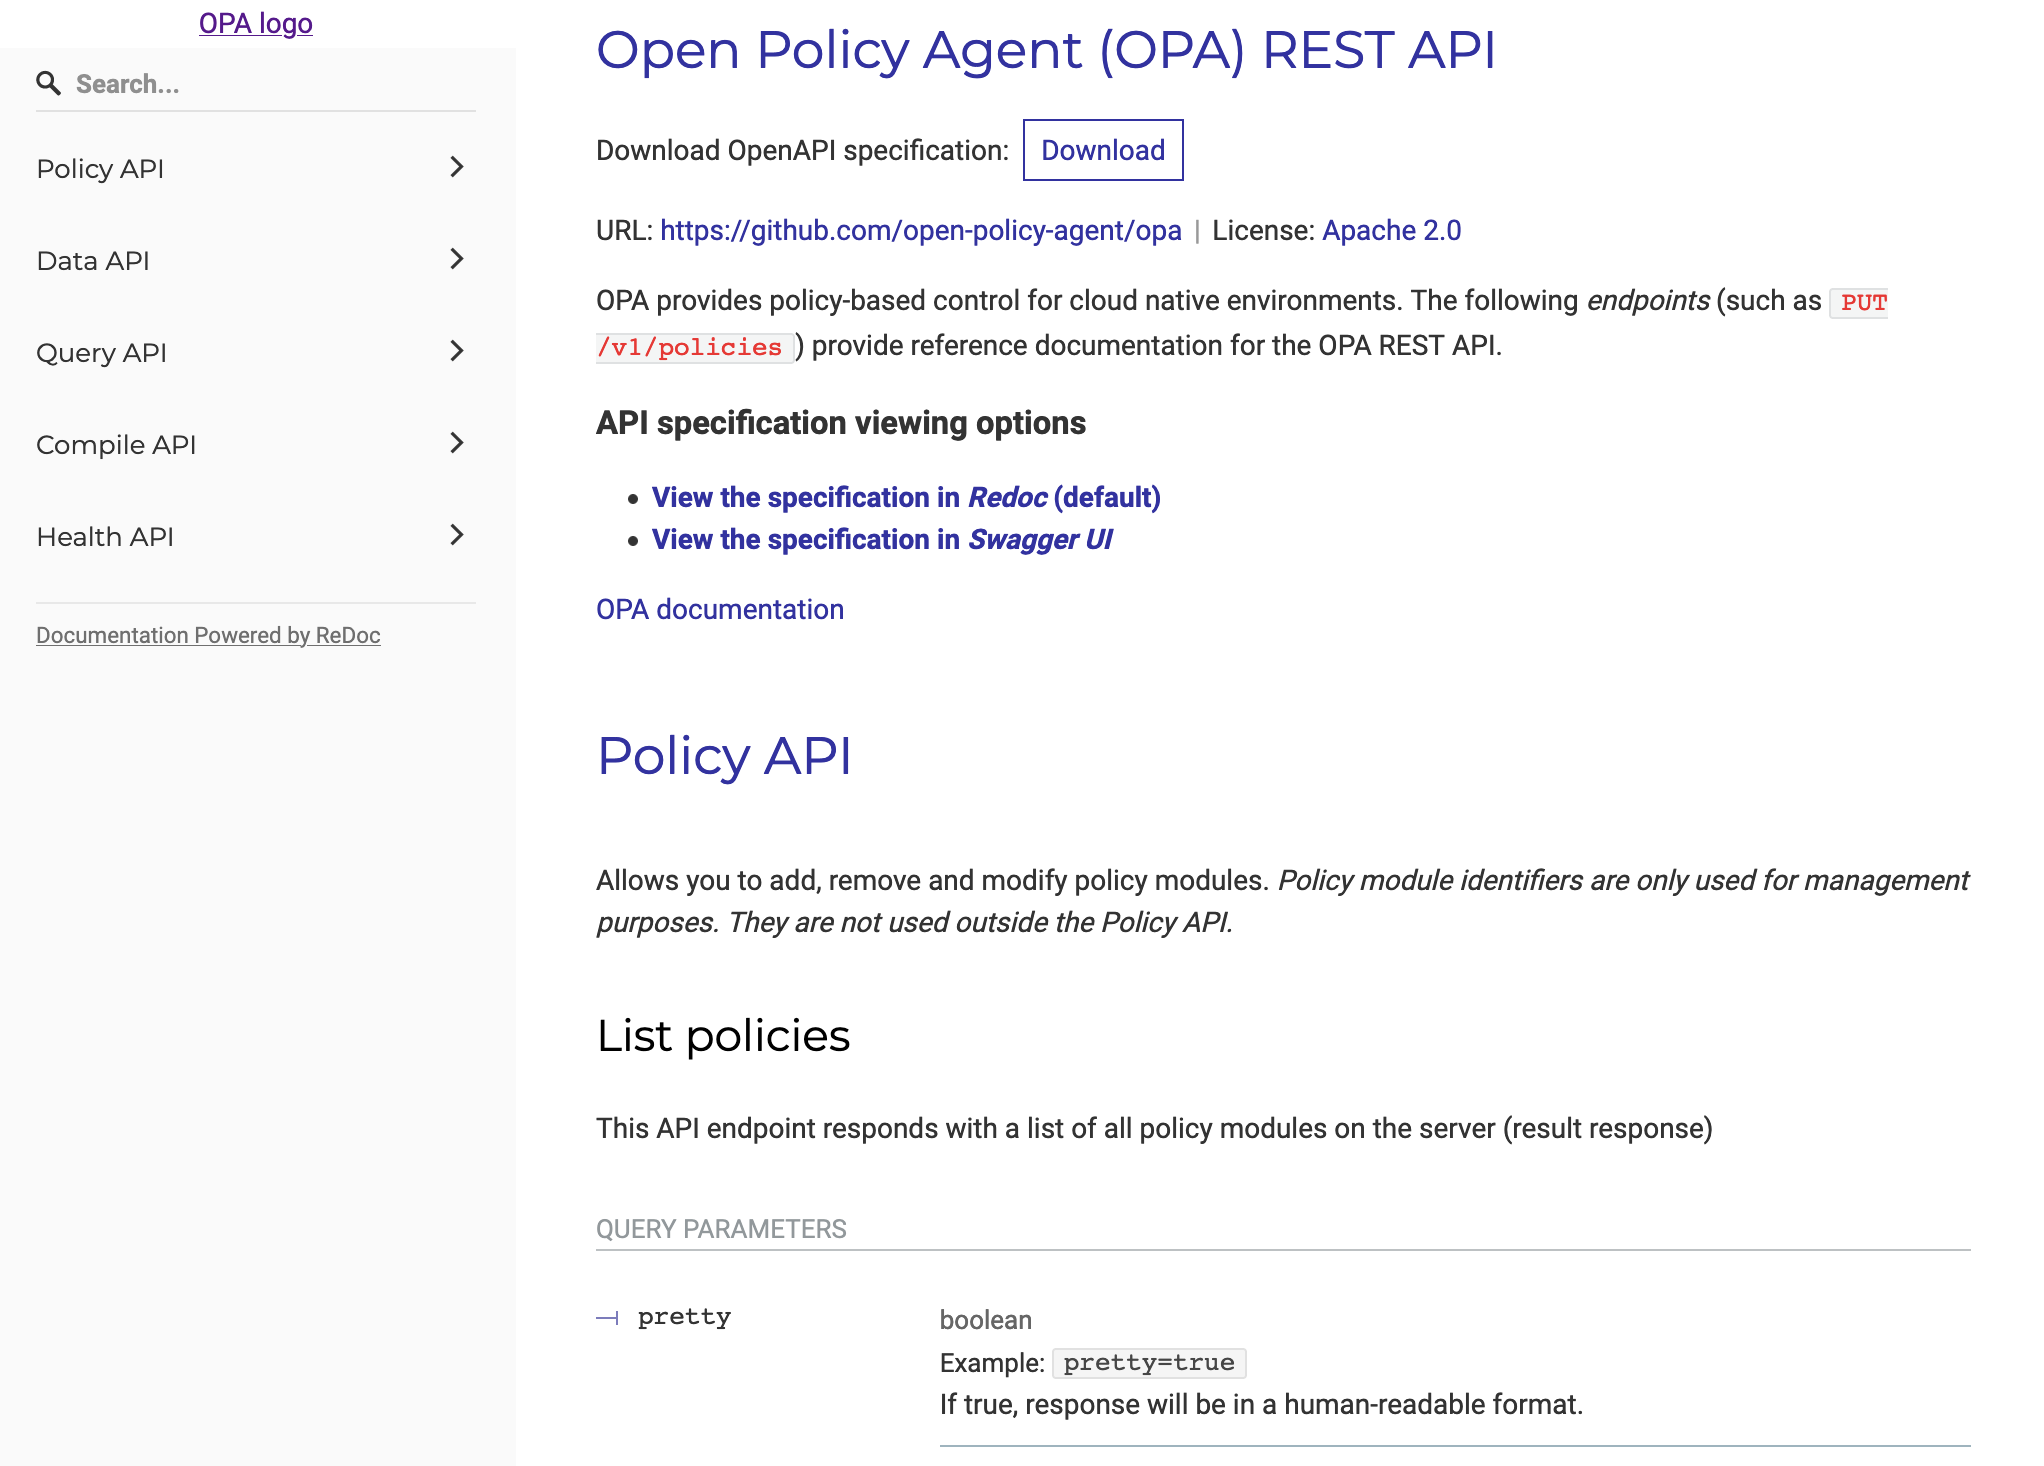 OPA logo
Search...
Policy API
Data API
Query API
Compile API
Health API
Documentation Powered by ReDoc
Open Policy Agent (OPA) REST API
Download OpenAPI specification: Download
URL: https://github.com/open-policy-agent/opa | License: Apache 2.0
OPA provides policy-based control for cloud native environments. The following endpoints (such as PUT
/v1/policies ) provide reference documentation for the OPA REST API.
API specification viewing options
• View the specification in Redoc (default)
• View the specification in Swagger UI
OPA documentation
Policy API
Allows you to add, remove and modify policy modules. Policy module identifiers are only used for management
purposes. They are not used outside the Policy API.
List policies
This API endpoint responds with a list of all policy modules on the server (result response)
QUERY PARAMETERS
pretty boolean
Example: pretty=true
If true, response will be in a human-readable format.